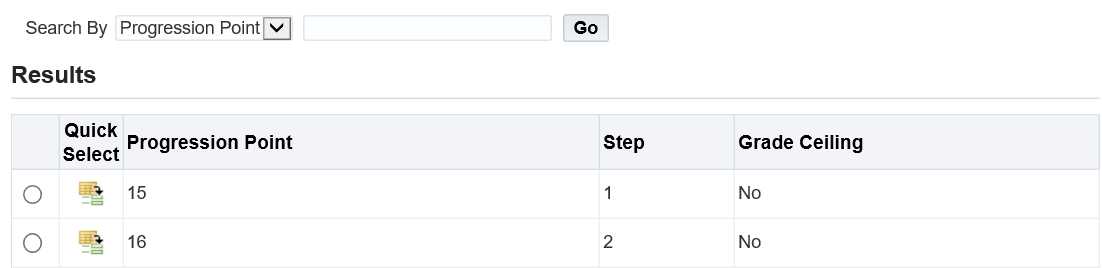 Search By Progression Point Go
Results
Quick Select Progression Point Step Grade Ceiling
15 1 No
16 2 No